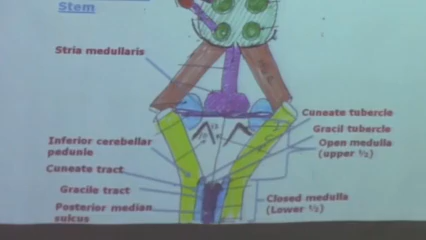 Stem
Stria medullaris
Cuneate tubercle
Gracil tubercle
Open medulla
(upper ½)
Inferior cerebellar
pedunle
Cuneate tract
Gracile tract
Posterior median
sulcus
Closed medulla
(Lower ½)